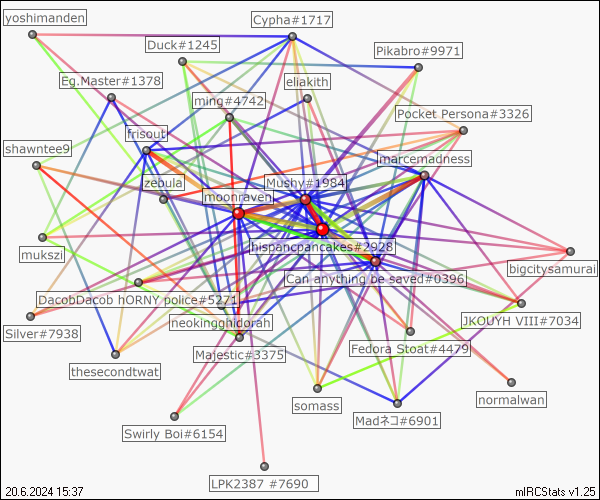 yoshimanden
Cypha#1717
Duck#1245
Pikabro#9971
Eg.Master#1378
eliakith
ming#4742
Pocket Persona#3326
frisout
shawntee9
marcemadness
zebula
Mushy#1984
moonraven
mukszi
hispancpancakes#2928
bigcitysamurai
Can anything be saved#0396
DacobDacob hORNY police#5271
JKOUYH VIII#7034
neokingghidorah
Silver#7938
Fedora Stoat#4479
Majestic#3375
thesecondtwat
normalwan
somass
Madネコ#6901
Swirly Boi#6154
LPK2387 #7690
20.6.2024 15:37
mIRCStats v1.25